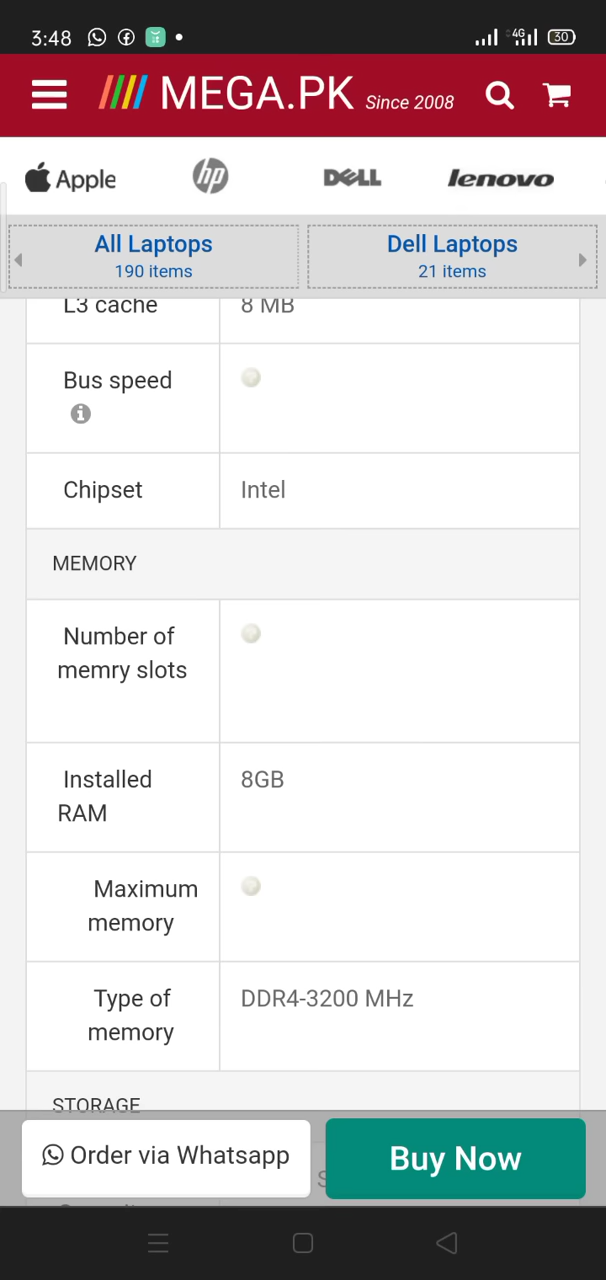 3:48
4G
30
MEGA.PK Since 2008
Apple
hp
DELL
lenovo
All Laptops
190 items
Dell Laptops
21 items
L3 cache
8 MB
Bus speed
Chipset
Intel
MEMORY
Number of
memry slots
Installed
RAM
8GB
Maximum
memory
Type of
memory
DDR4-3200 MHz
STORAGE
Order via Whatsapp
Buy Now